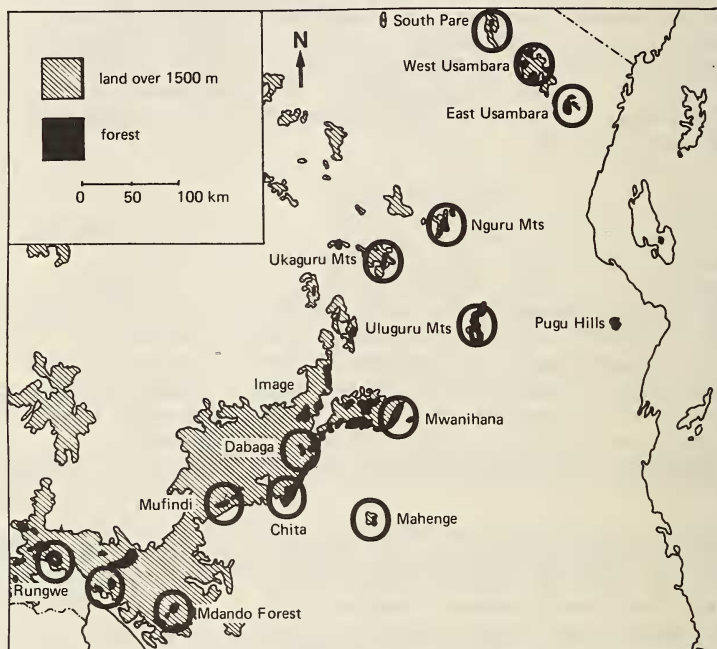 South Pare
N
West Usambara
land over 1500 m
East Usambara
forest
0 50 100 km
Nguru Mts
Ukaguru Mts
Uluguru Mts
Pugu Hills
Image
Mwanihana
Dabaga
Mufindi
Chita
Mahenge
Rungwe
Mdando Forest